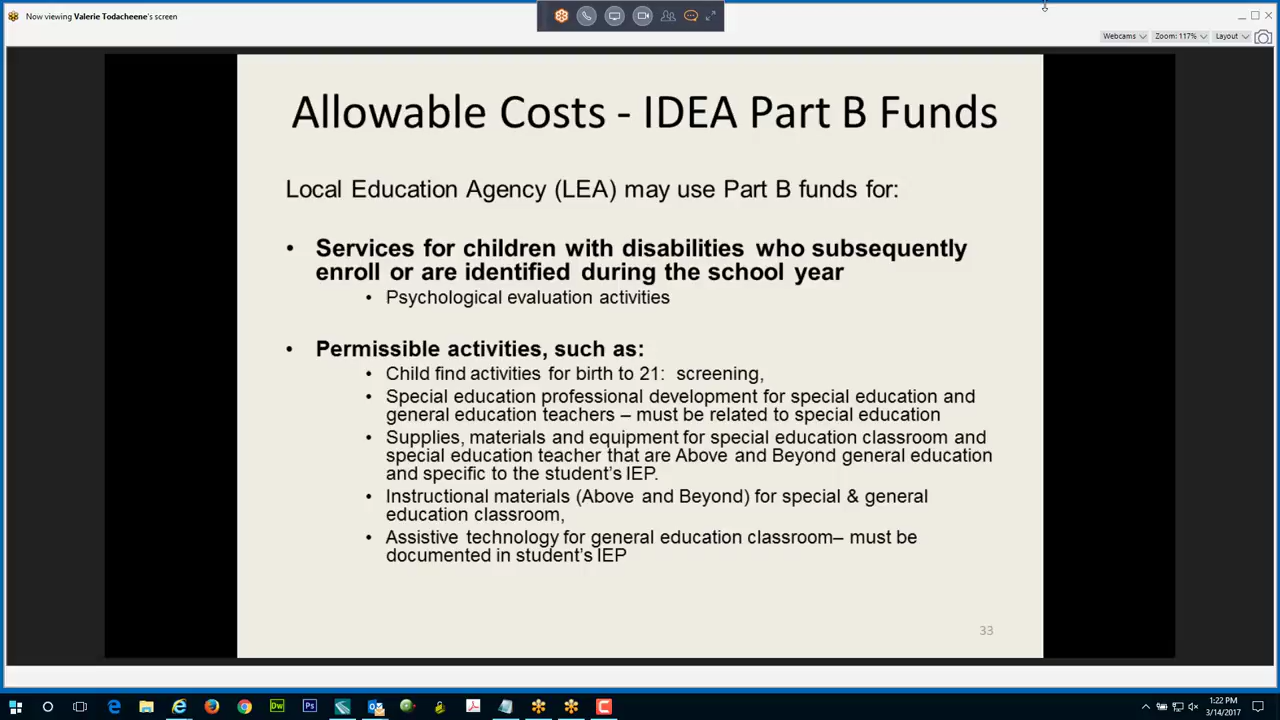 Now viewing Valerie Todacheene's screen
Webcams
Zoom: 117%
Layout
Allowable Costs - IDEA Part B Funds
Local Education Agency (LEA) may use Part B funds for:
• Services for children with disabilities who subsequently
enroll or are identified during the school year
• Psychological evaluation activities
• Permissible activities, such as:
• Child find activities for birth to 21: screening,
• Special education professional development for special education and
general education teachers – must be related to special education
• Supplies, materials and equipment for special education classroom and
special education teacher that are Above and Beyond general education
and specific to the student's IEP.
• Instructional materials (Above and Beyond) for special & general
education classroom,
• Assistive technology for general education classroom– must be
documented in student's IEP
33
Dw
Ps
1:22 PM
3/14/2017